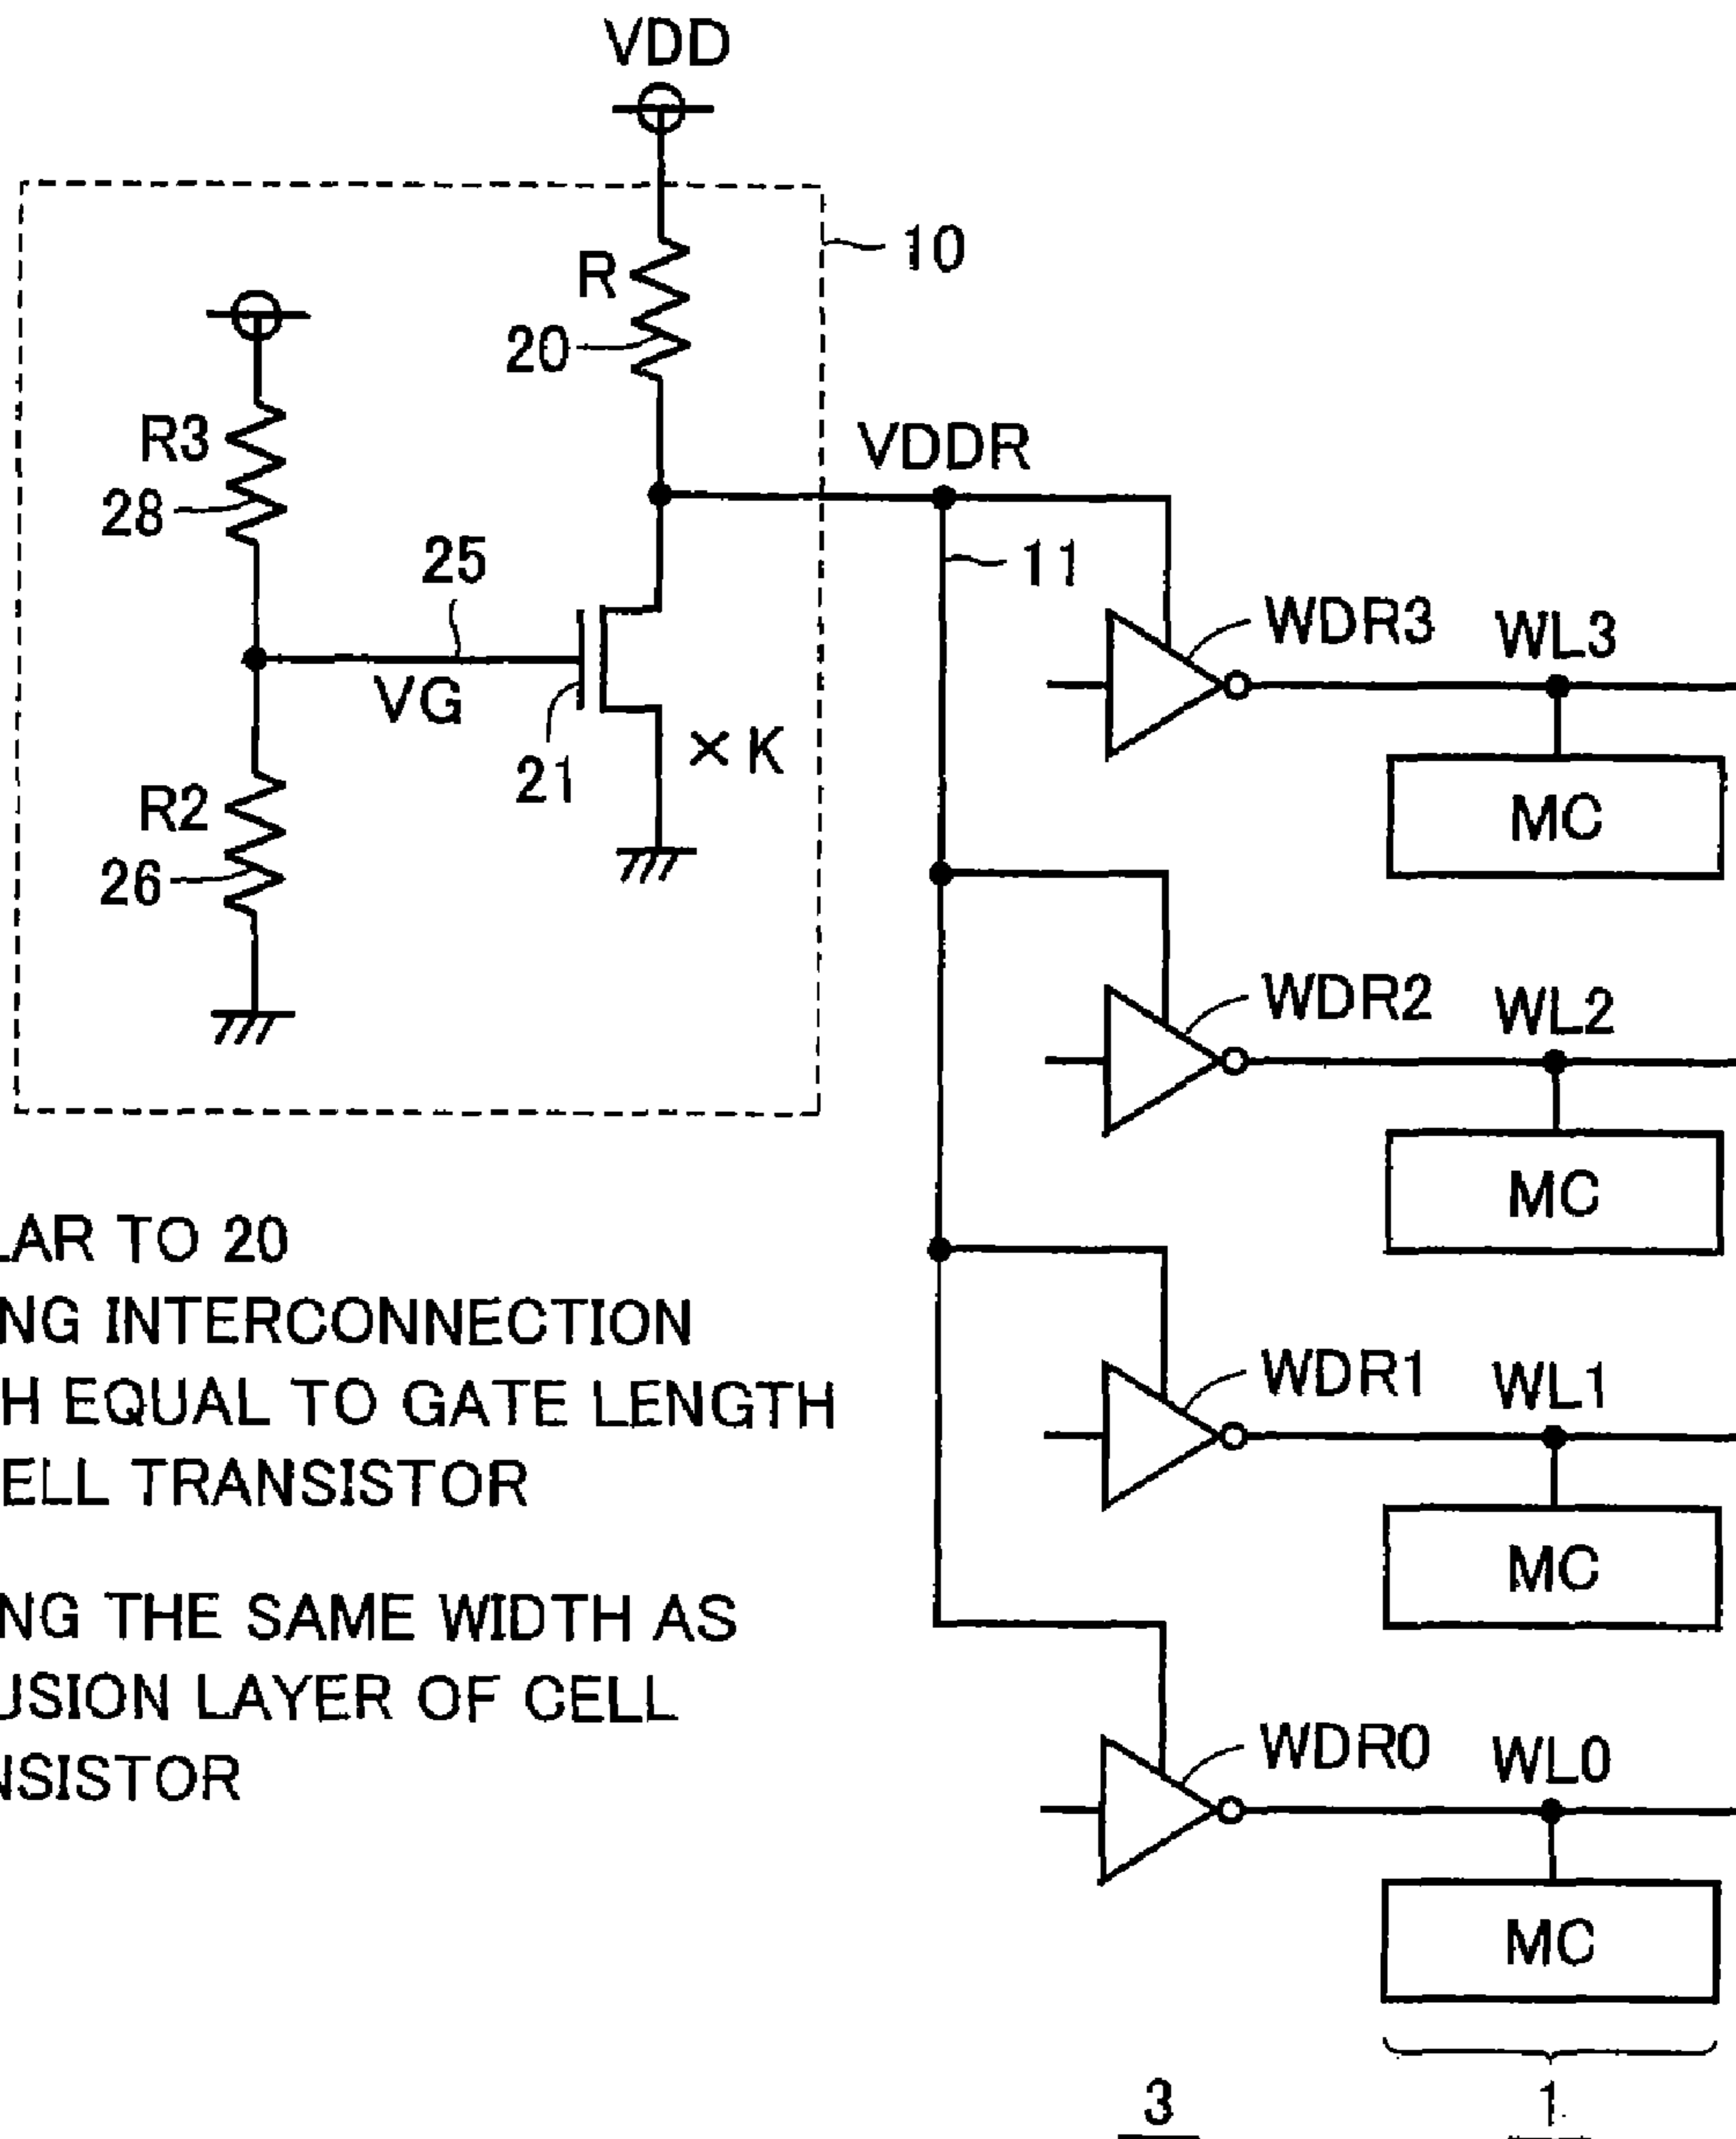 VDD
10
R
20
R3
28
VDDR
25
11
VG
21
× K
R2
26
WDR3
WL3
MC
WDR2
WL2
MC
LAR TO 20
NG INTERCONNECTION
H EQUAL TO GATE LENGTH
ELL TRANSISTOR
NG THE SAME WIDTH AS
USION LAYER OF CELL
NSISTOR
WDR1
WL1
MC
WDR0
WL0
MC
3
1